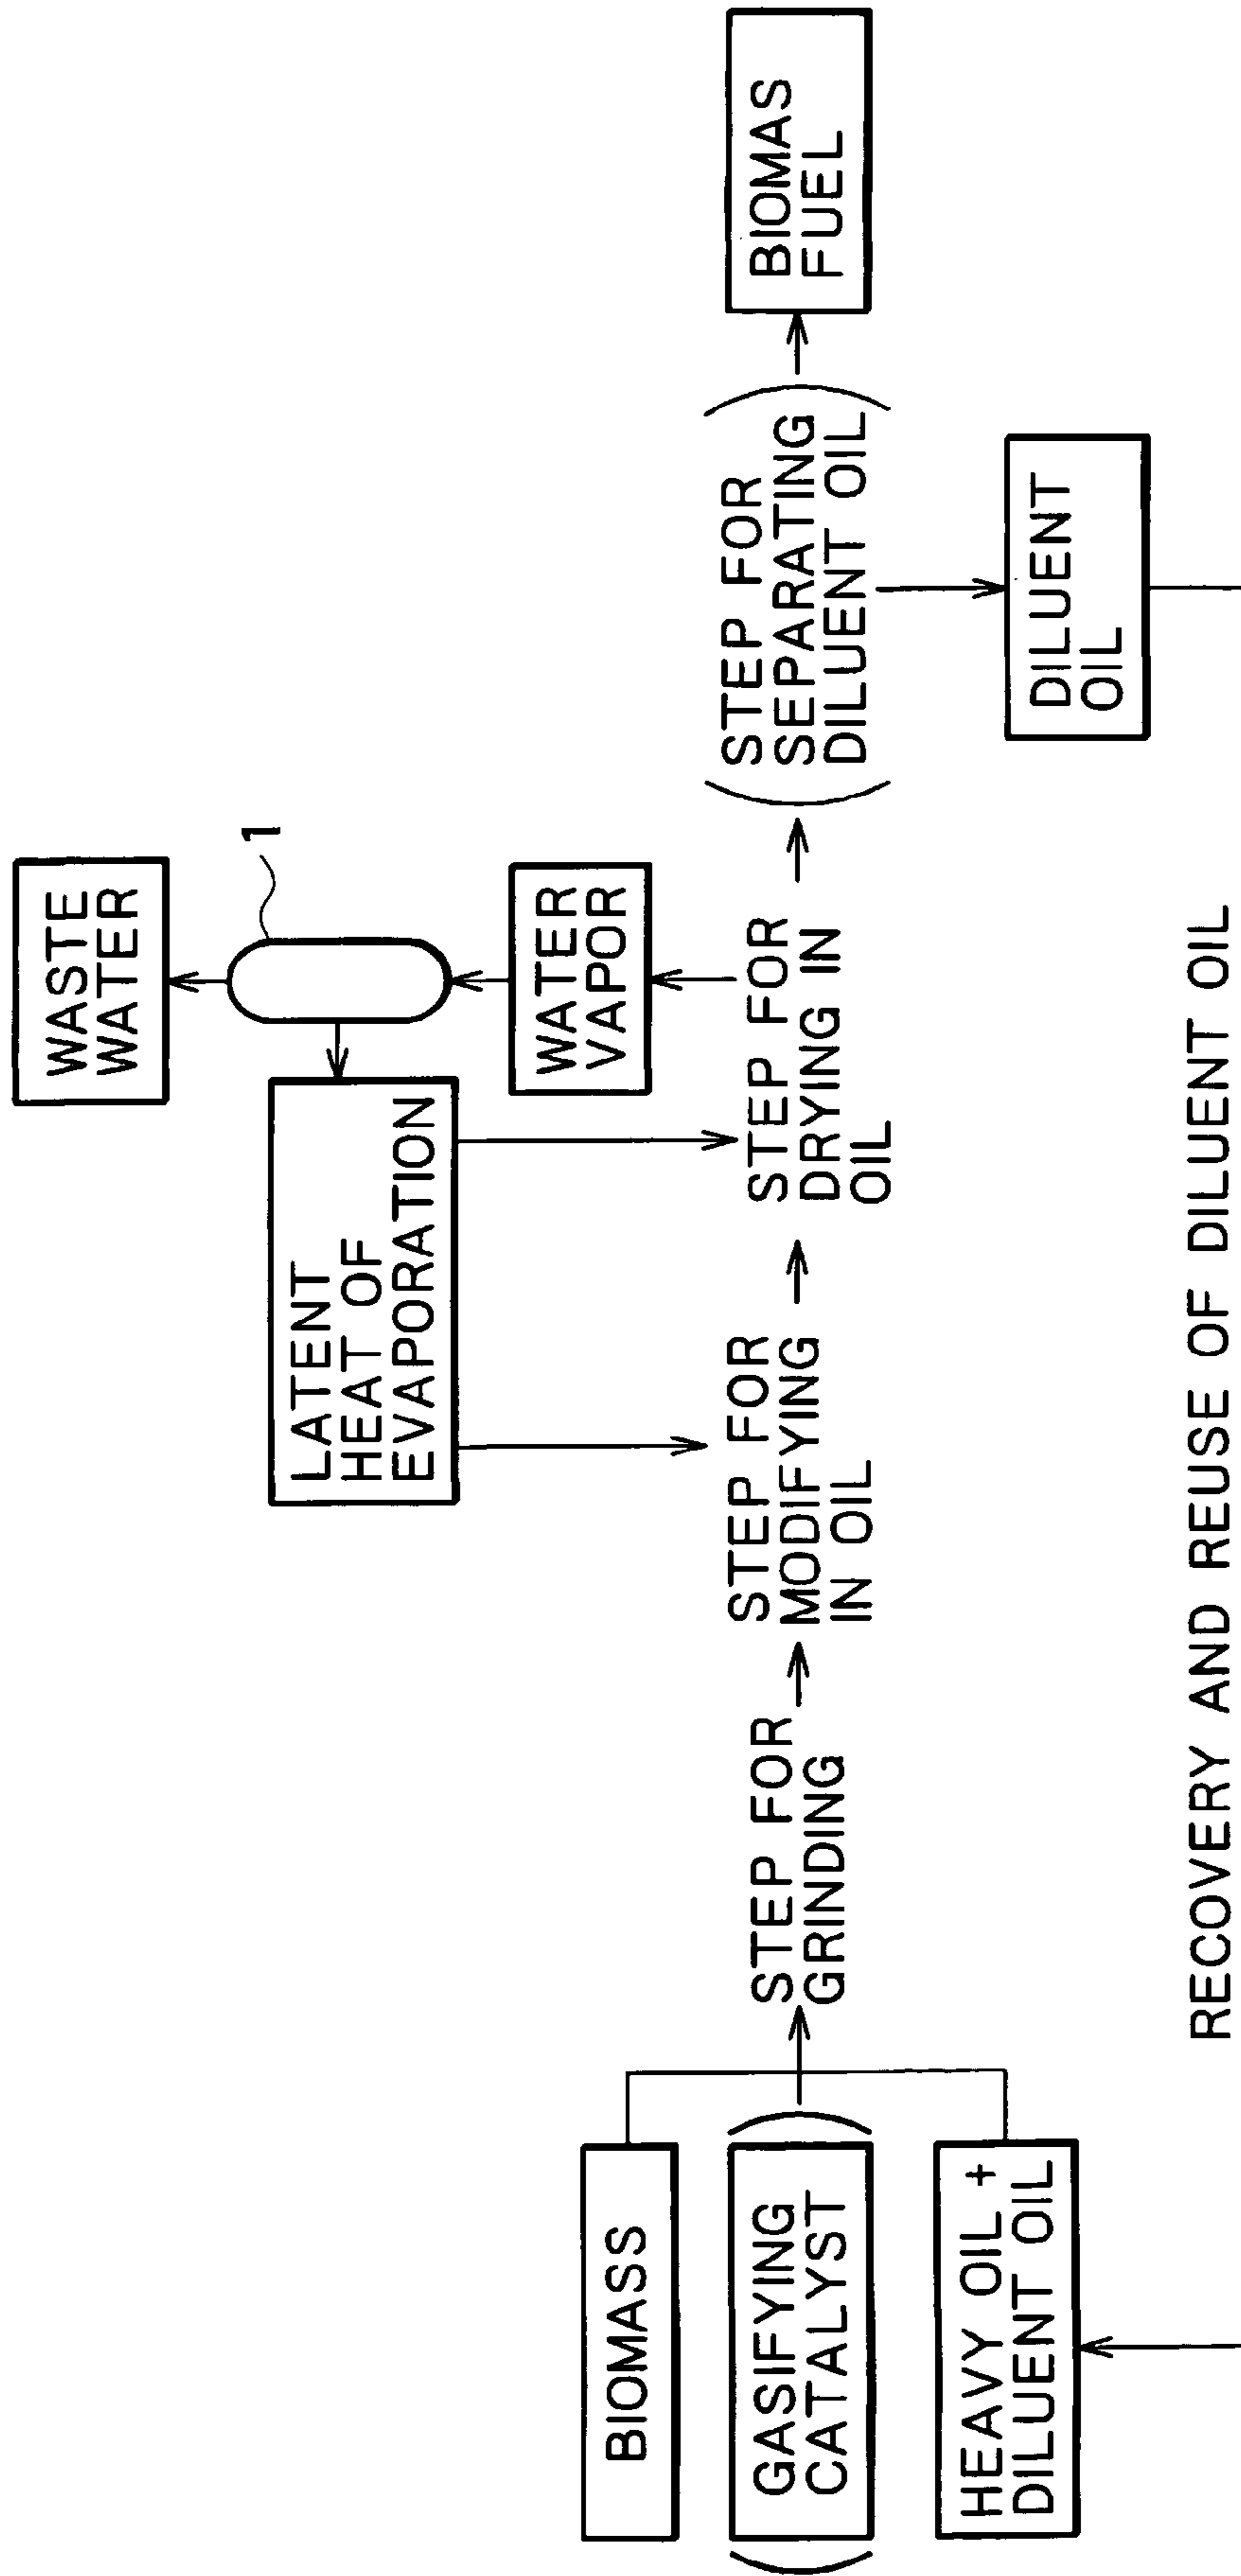 BIOMASS
GASIFYING
CATALYST
HEAVY OIL +
DILUENT OIL
STEP FOR
GRINDING
STEP FOR
MODIFYING
IN OIL
LATENT
HEAT OF
EVAPORATION
STEP FOR
DRYING IN
OIL
WATER
VAPOR
1
WASTE
WATER
STEP FOR
SEPARATING
DILUENT OIL
DILUENT
OIL
BIOMAS
FUEL
RECOVERY AND REUSE OF DILUENT OIL